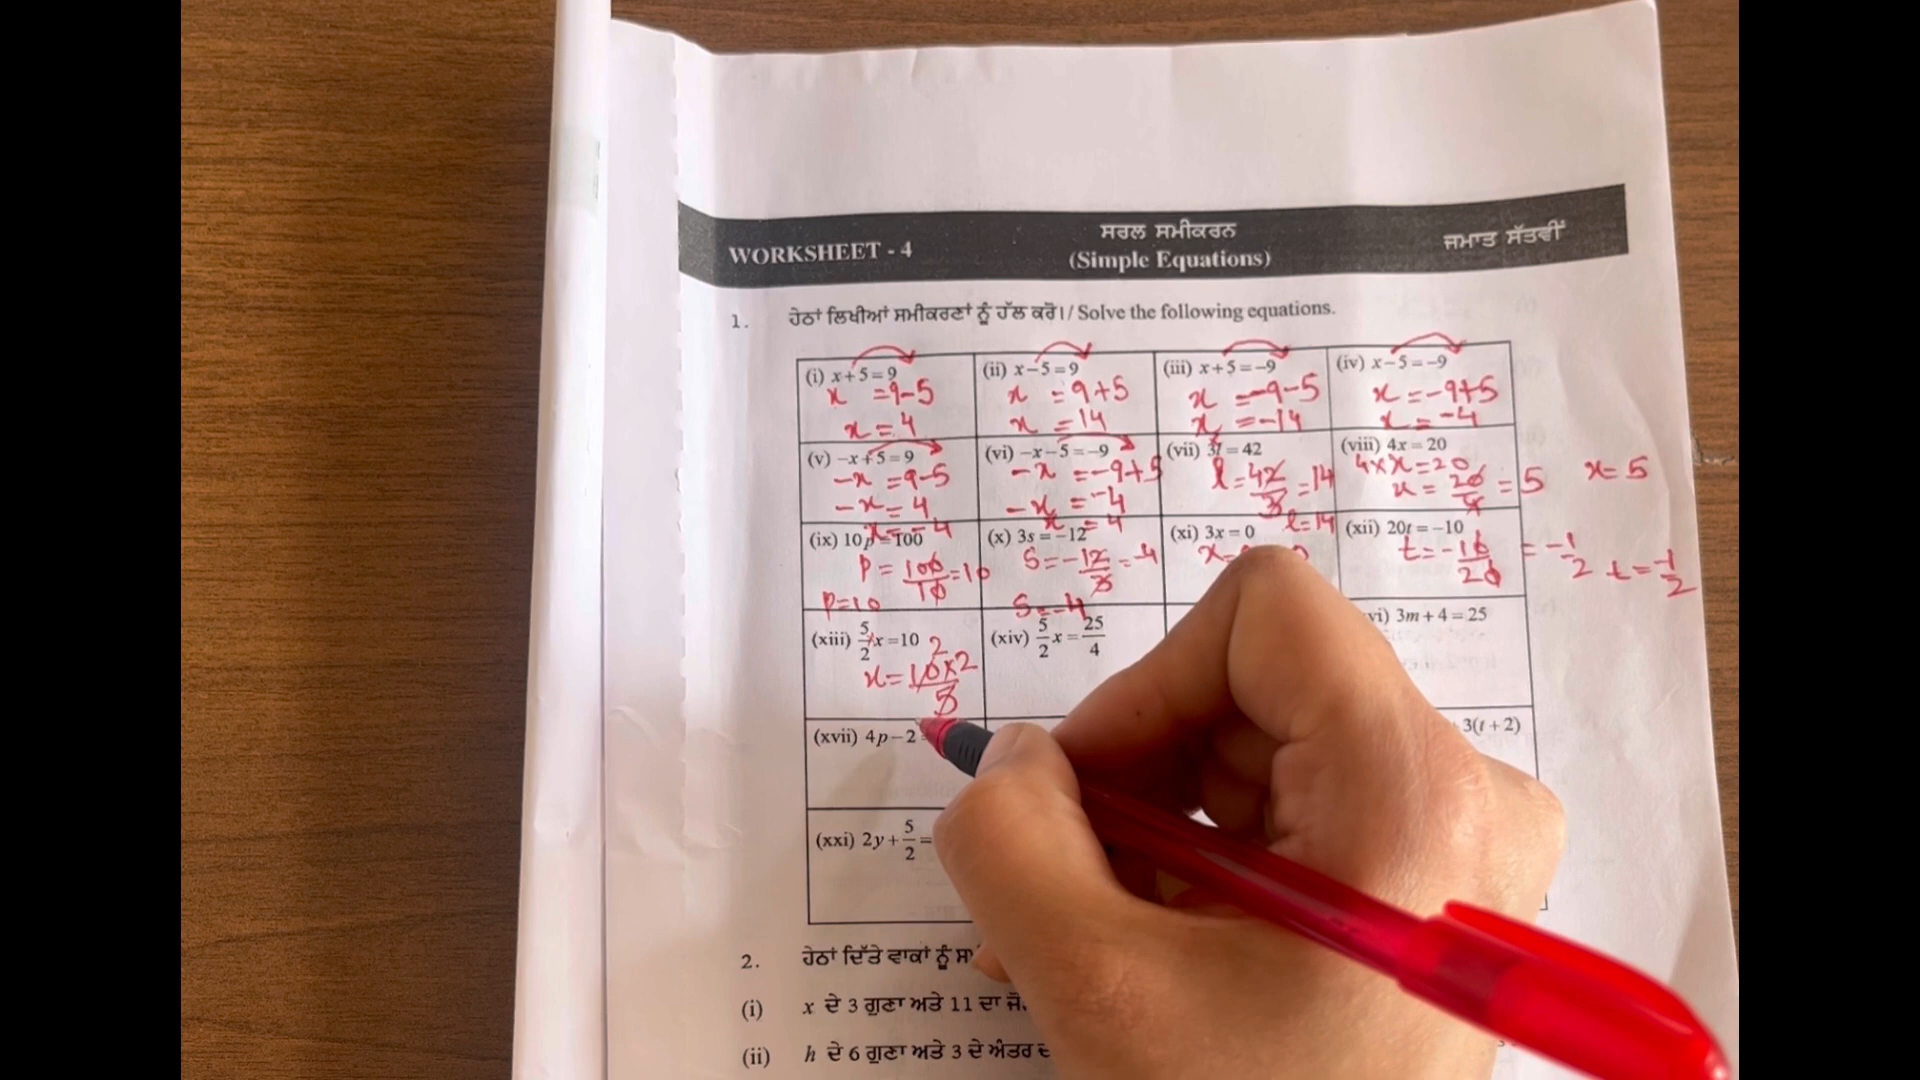 WORKSHEET - 4
ਸਰਲ ਸਮੀਕਰਨ
(Simple Equations)
ਜਮਾਤ ਸੱਤਵੀਂ
1. ਹੇਠਾਂ ਲਿਖੀਆਂ ਸਮੀਕਰਣਾਂ ਨੂੰ ਹੱਲ ਕਰੋ।/ Solve the following equations.
(i) x+5=9
x =9-5
x = 4
(ii) x-5=9
x = 9+5
x = 14
(iii) x+5=-9
x =-9-5
x =-14
(iv) x-5=-9
x =-9+5
x = -4
(v) -x+5=9
-x =9-5
-x = 4
x = -4
(vi) -x-5=-9
-x =-9+5
-x = -4
x = 4
(vii) 3l = 42
l = 42/3 = 14
l = 14
(viii) 4x = 20
4×x = 20
x = 20/4 = 5 x = 5
(ix) 10p = 100
P = 100/10 = 10
P=10
(x) 3s = -12
S = -12/3 = -4
S = -4
(xi) 3x = 0
x=
(xii) 20t = -10
t = -10/20 = -1/2 t = -1/2
(xiii) 5/2 x =10
2
x = 10×2/5
(xiv) 5/2 x = 25/4
vi) 3m + 4 = 25
(xvii) 4p-2
3(t+2)
(xxi) 2y + 5/2 =
2. ਹੇਠਾਂ ਦਿੱਤੇ ਵਾਕਾਂ ਨੂੰ
(i) x ਦੇ 3 ਗੁਣਾ ਅਤੇ 11 ਦਾ
(ii) h ਦੇ 6 ਗੁਣਾ ਅਤੇ 3 ਦੇ ਅੰਤਰ